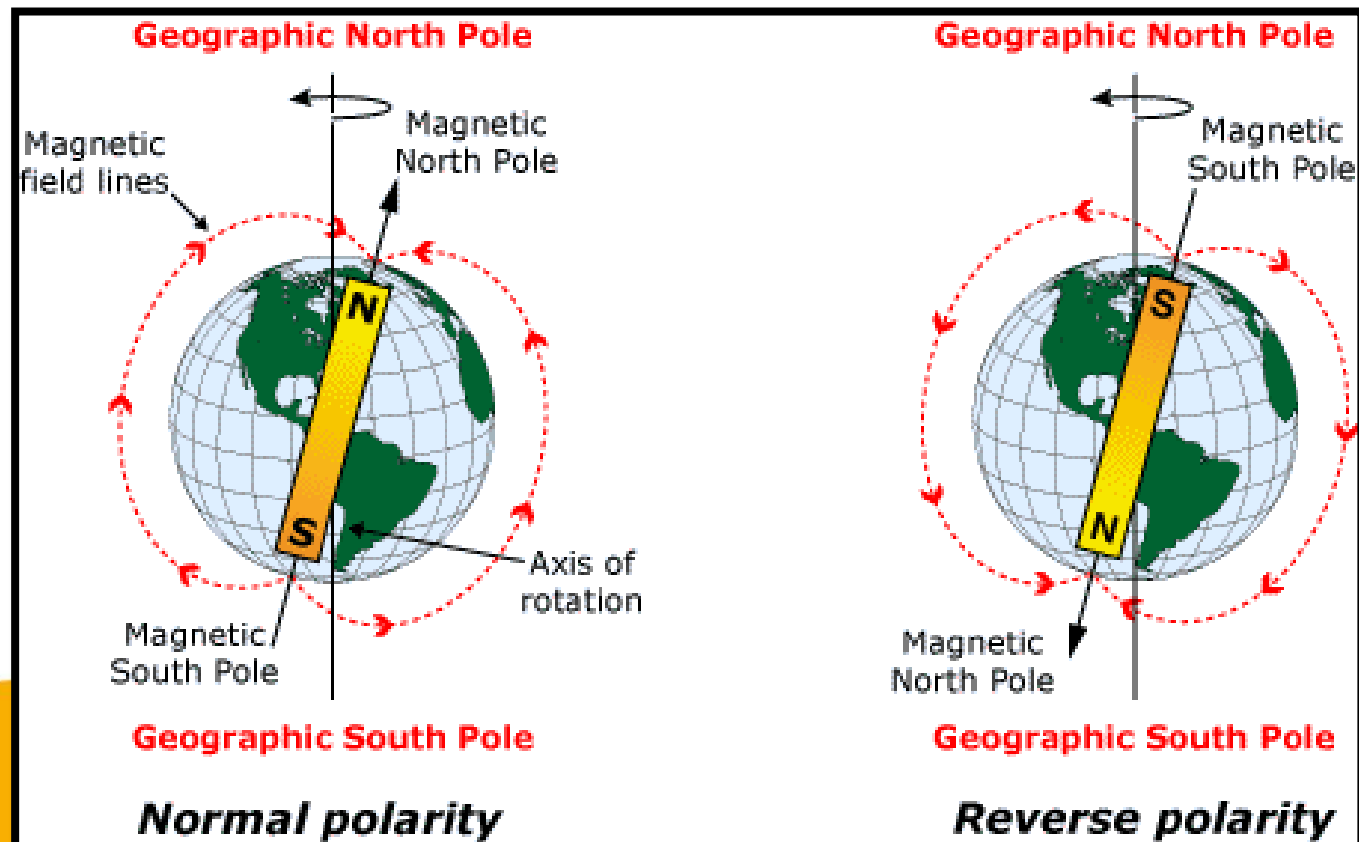 Geographic North Pole
Magnetic
North Pole
Magnetic
field lines
N
S
Axis of
rotation
Magnetic
South Pole
Geographic South Pole
Normal polarity
Geographic North Pole
Magnetic
South Pole
S
N
Magnetic
North Pole
Geographic South Pole
Reverse polarity